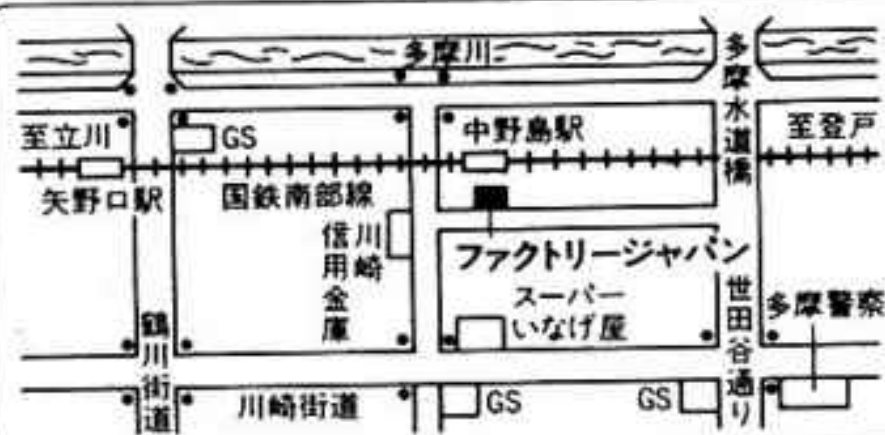 多摩川
多摩水道橋
至立川
GS
中野島駅
至登戸
矢野口駅
国鉄南部線
川崎信用金庫
ファクトリージャパン
スーパー
いなげ屋
世田谷通り
多摩警察
鶴川街道
川崎街道
GS
GS